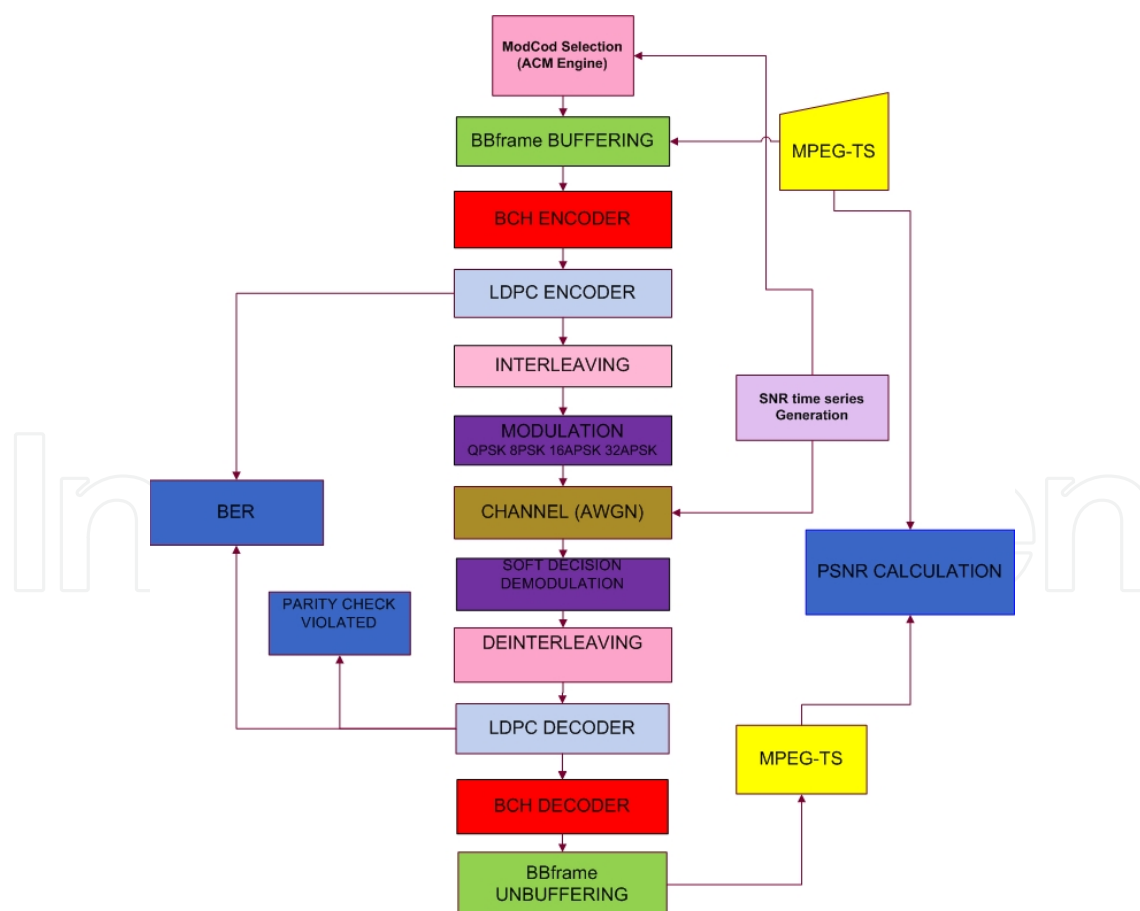 ModCod Selection
(ACM Engine)
BBframe BUFFERING
MPEG-TS
BCH ENCODER
LDPC ENCODER
INTERLEAVING
SNR time series
Generation
MODULATION
QPSK 8PSK 16APSK 32APSK
BER
CHANNEL (AWGN)
SOFT DECISION
DEMODULATION
PSNR CALCULATION
PARITY CHECK
VIOLATED
DEINTERLEAVING
LDPC DECODER
MPEG-TS
BCH DECODER
BBframe
UNBUFFERING